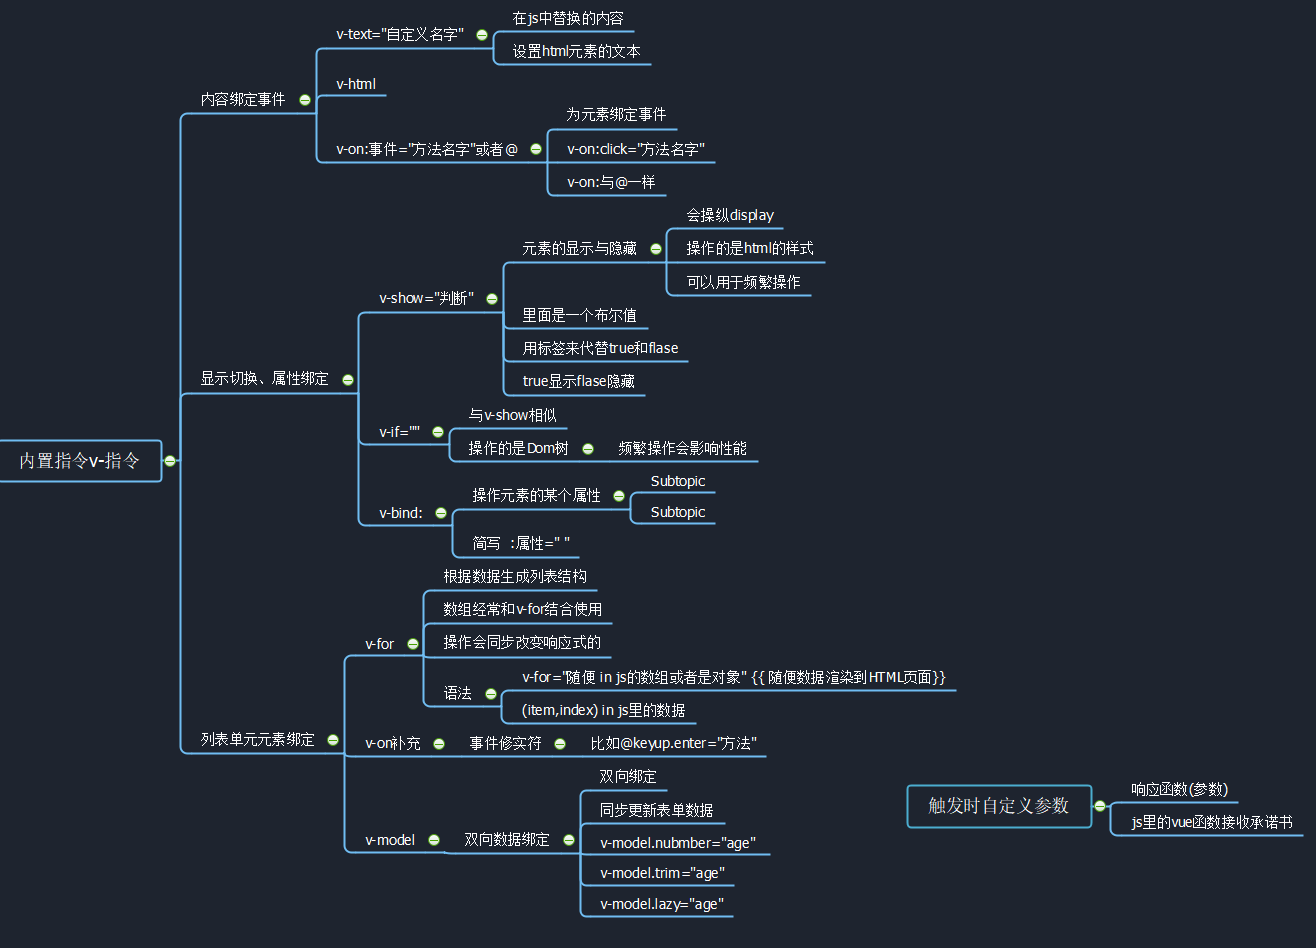 在js中替换的内容
v-text="自定义名字"
设置html元素的文本
v-html
内容绑定事件
为元素绑定事件
v-on:事件="方法名字"或者@
v-on:click="方法名字"
v-on:与@一样
会操纵display
元素的显示与隐藏
操作的是html的样式
可以用于频繁操作
v-show="判断"
里面是一个布尔值
用标签来代替true和flase
显示切换、属性绑定
true显示flase隐藏
与v-show相似
v-if=""
操作的是Dom树
频繁操作会影响性能
内置指令v-指令
Subtopic
操作元素的某个属性
v-bind:
Subtopic
简写 :属性=" "
根据数据生成列表结构
数组经常和v-for结合使用
v-for
操作会同步改变响应式的
v-for="随便 in js的数组或者是对象" {{ 随便数据渲染到HTML页面}}
语法
(item,index) in js里的数据
列表单元元素绑定
v-on补充
事件修实符
比如@keyup.enter="方法"
双向绑定
同步更新表单数据
v-model
双向数据绑定
v-model.nubmber="age"
v-model.trim="age"
v-model.lazy="age"
响应函数(参数)
触发时自定义参数
js里的vue函数接收承诺书